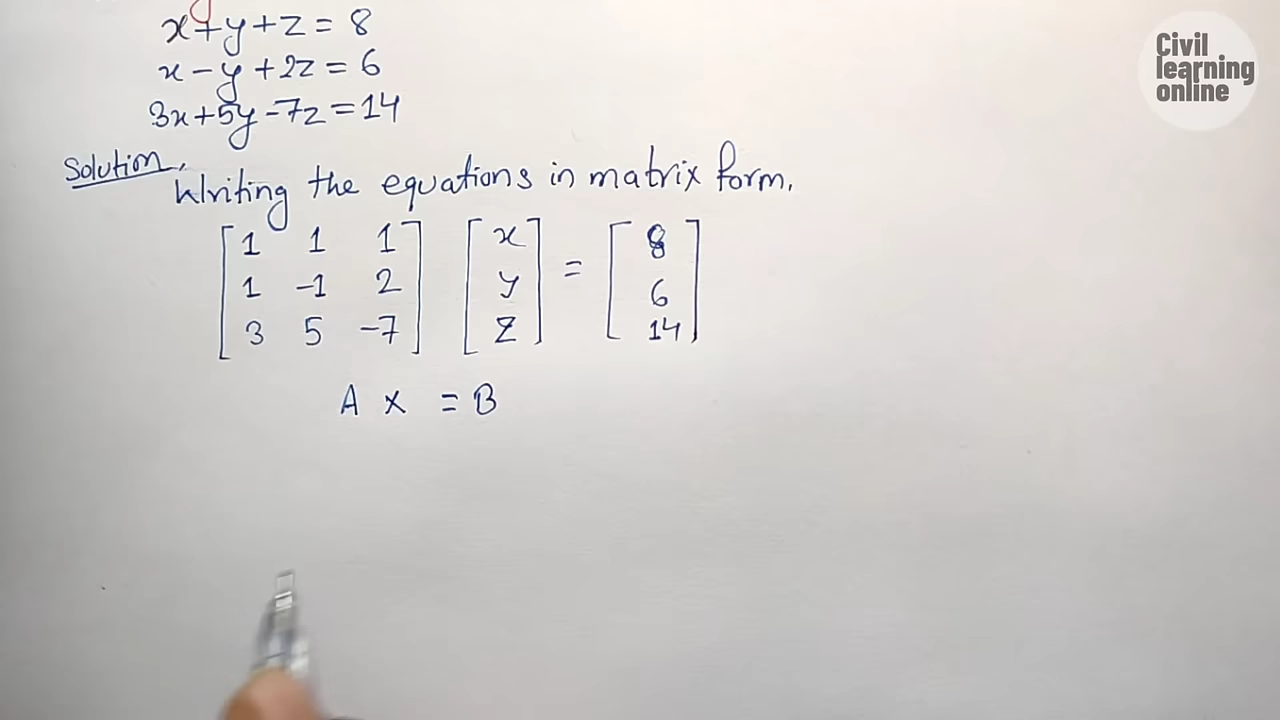 x+y+z=8
x-y+2z=6
3x+5y-7z=14
Solution,
Writing the equations in matrix form.
[1 1 1] [x] [8]
[1 -1 2] [y] = [6]
[3 5 -7] [z] [14]
A X = B
Civil
learning
online